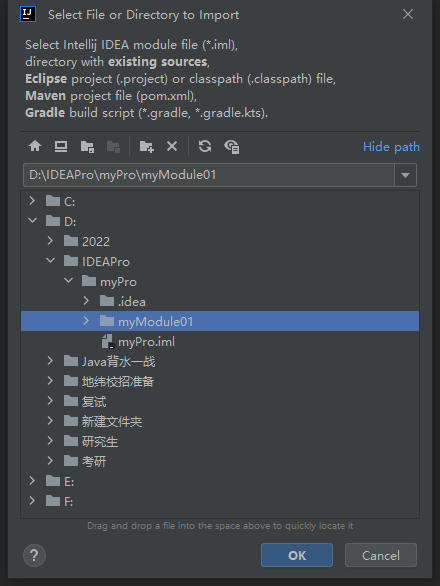 Select File or Directory to Import
Select Intellij IDEA module file (*.iml),
directory with existing sources,
Eclipse project (.project) or classpath (.classpath) file,
Maven project file (pom.xml),
Gradle build script (*.gradle, *.gradle.kts).
Hide path
D:\IDEAPro\myPro\myModule01
C:
D:
2022
IDEAPro
myPro
.idea
myModule01
myPro.iml
Java背水一战
地纬校招准备
复试
新建文件夹
研究生
考研
E:
F:
Drag and drop a file into the space above to quickly locate it
?
OK
Cancel